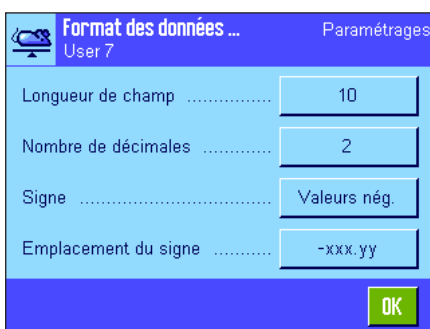 Format des données ... Paramétrages
User 7
Longueur de champ ............... 10
Nombre de décimales ............ 2
Signe .................................. Valeurs nég.
Emplacement du signe ........... -xxx.yy
OK